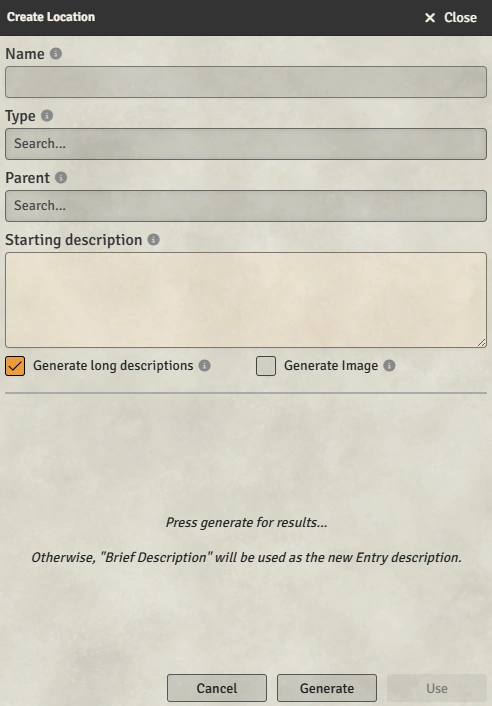 Create Location
✕ Close
Name
Type
Search...
Parent
Search...
Starting description
Generate long descriptions
Generate Image
Press generate for results...
Otherwise, "Brief Description" will be used as the new Entry description.
Cancel
Generate
Use